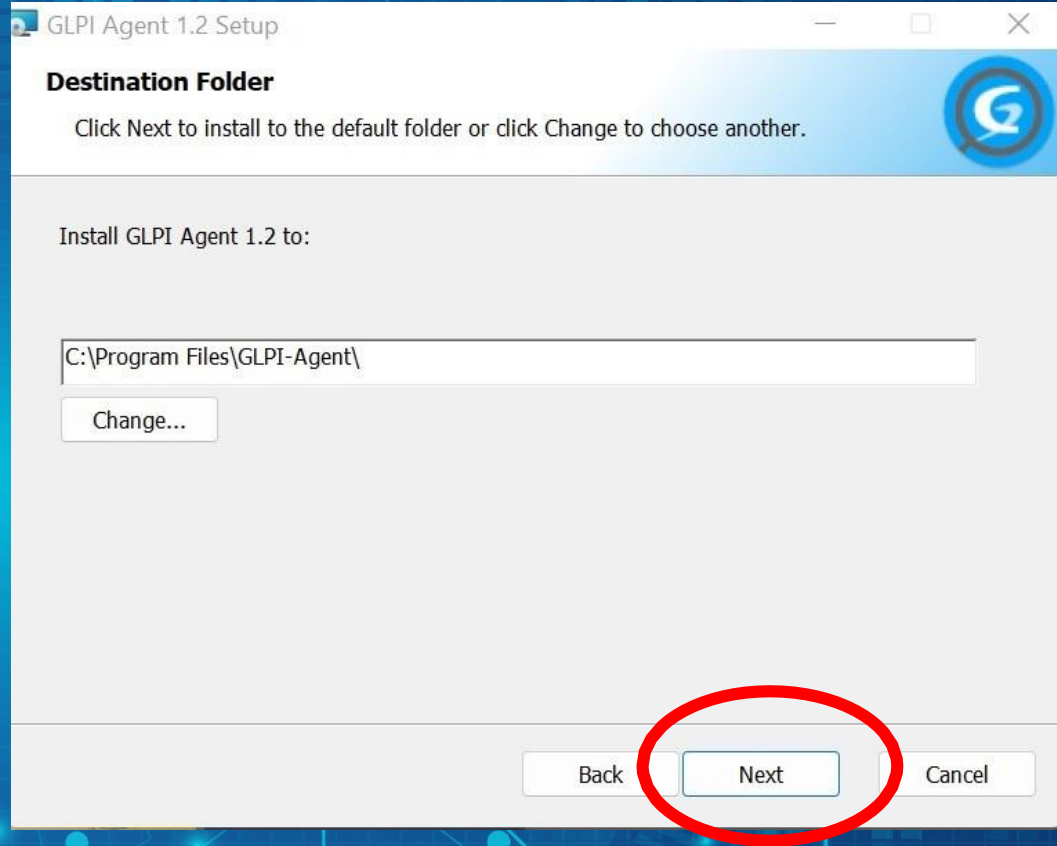 GLPI Agent 1.2 Setup
Destination Folder
Click Next to install to the default folder or click Change to choose another.
Install GLPI Agent 1.2 to:
C:\Program Files\GLPI-Agent\
Change...
Back Next Cancel